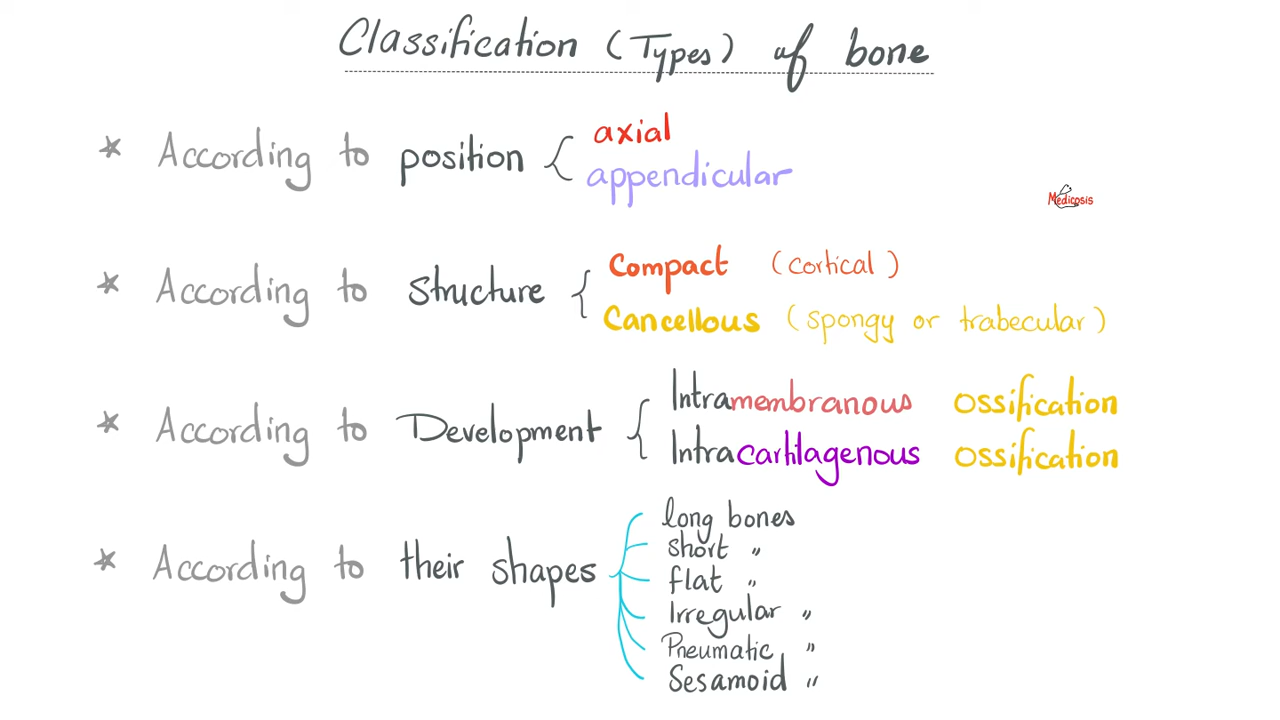 Classification (Types) of bone
* According to position { axial
appendicular
Medicosis
* According to structure { Compact (cortical)
Cancellous (spongy or trabecular)
* According to Development { Intramembranous ossification
Intracartilagenous ossification
* According to their shapes { long bones
short "
flat "
Irregular "
Pneumatic "
Sesamoid "